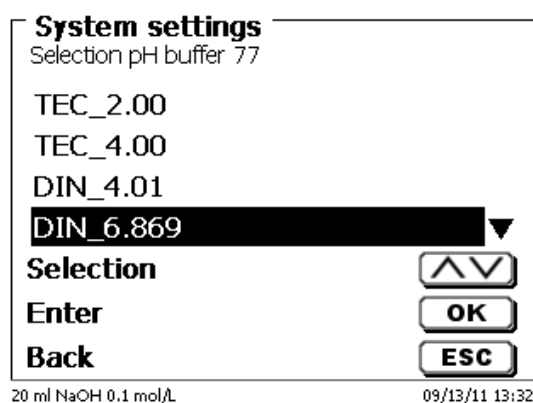 System settings
Selection pH buffer 77
TEC_2.00
TEC_4.00
DIN_4.01
DIN_6.869
Selection
Enter OK
Back ESC
20 ml NaOH 0.1 mol/L 09/13/11 13:32